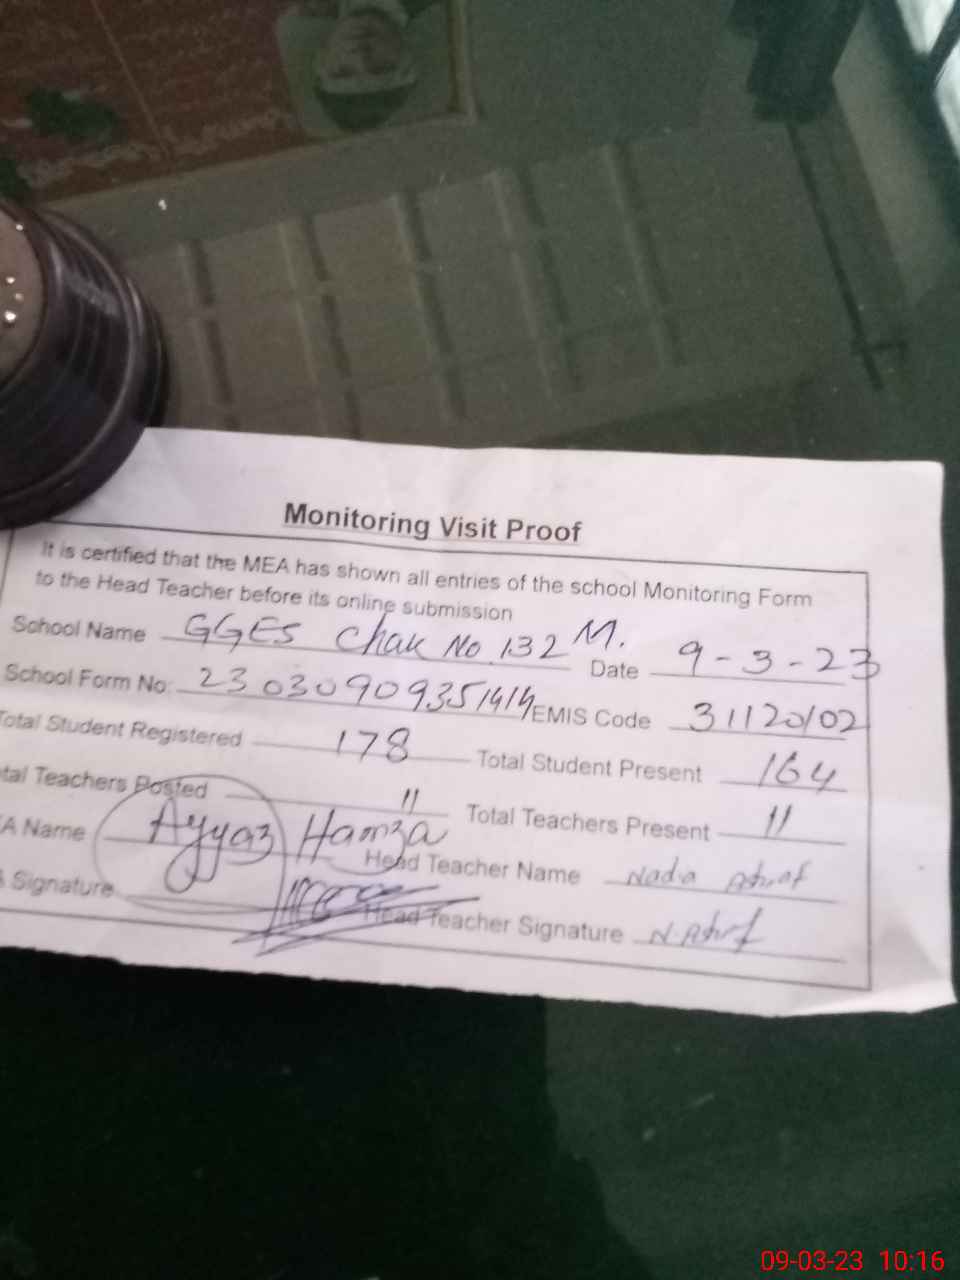 Monitoring Visit Proof
It is certified that the MEA has shown all entries of the school Monitoring Form
to the Head Teacher before its online submission
School Name GGES Chak No 132 M. Date 9-3-23
School Form No: EMIS Code 31120102
Total Student Registered 178 Total Student Present 164
tal Teachers Posted 11 Total Teachers Present 11
A Name Ayyaz Hamza Head Teacher Name Nadia Ashraf
Signature Head Teacher Signature N. Ashrf
09-03-23 10:16